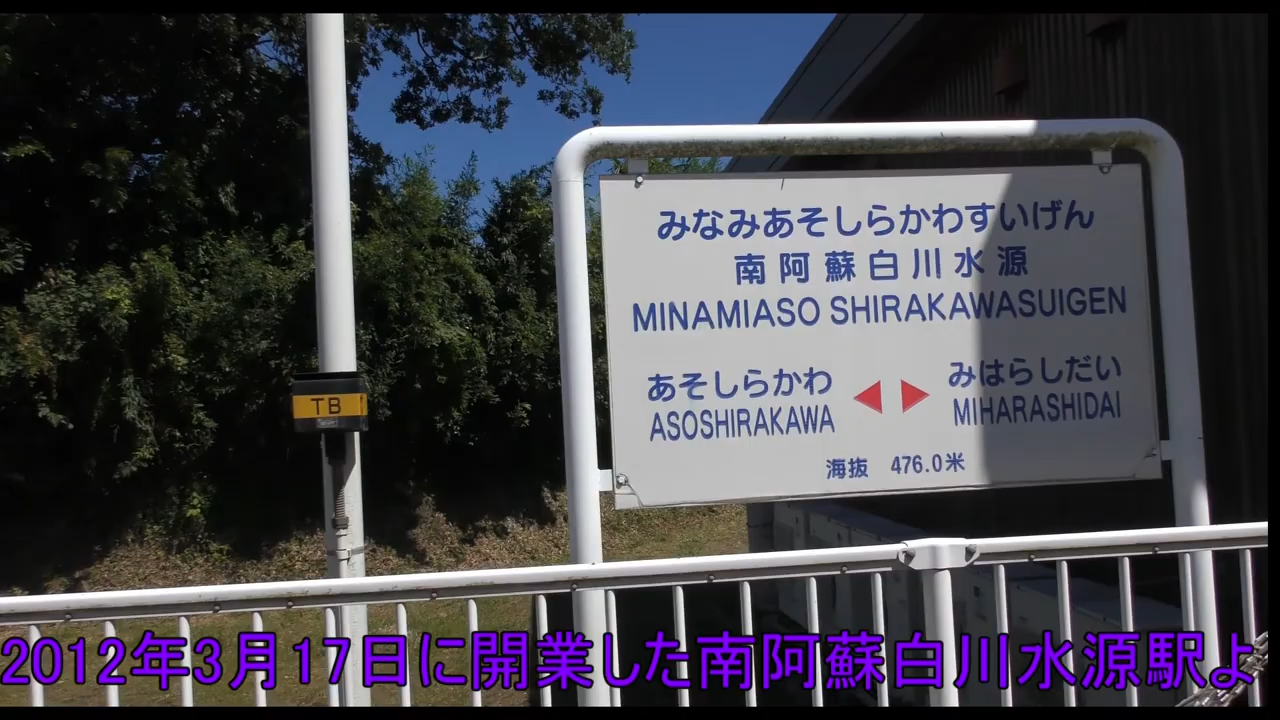 みなみあそしらかわすいげん
南阿蘇白川水源
MINAMIASO SHIRAKAWASUIGEN
あそしらかわ みはらしだい
ASOSHIRAKAWA MIHARASHIDAI
海抜 476.0米
TB
2012年3月17日に開業した南阿蘇白川水源駅よ